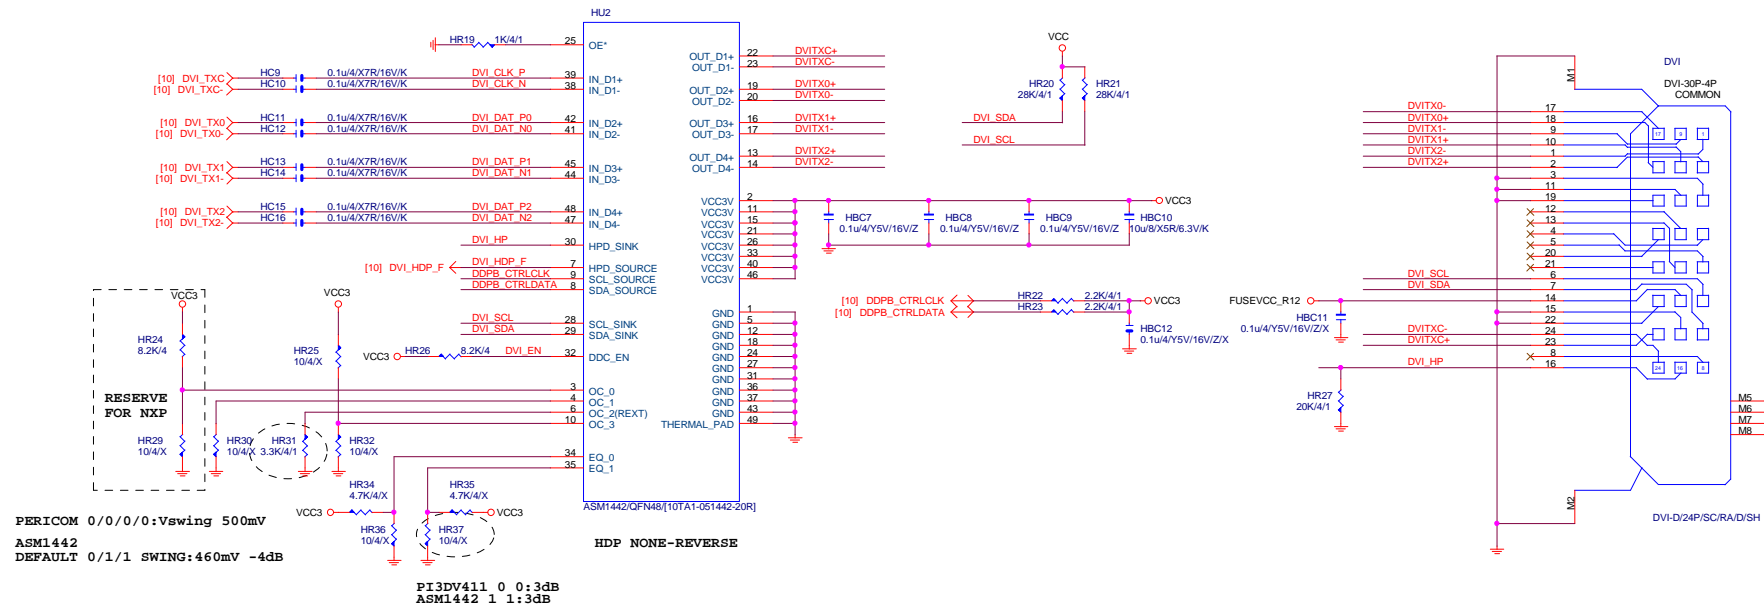 HU2
HR19 1K/4/1 25 OE*
[10] DVI_TXC HC9 0.1u/4/X7R/16V/K DVI_CLK_P 39 IN_D1+
[10] DVI_TXC- HC10 0.1u/4/X7R/16V/K DVI_CLK_N 38 IN_D1-
[10] DVI_TX0 HC11 0.1u/4/X7R/16V/K DVI_DAT_P0 42 IN_D2+
[10] DVI_TX0- HC12 0.1u/4/X7R/16V/K DVI_DAT_N0 41 IN_D2-
[10] DVI_TX1 HC13 0.1u/4/X7R/16V/K DVI_DAT_P1 45 IN_D3+
[10] DVI_TX1- HC14 0.1u/4/X7R/16V/K DVI_DAT_N1 44 IN_D3-
[10] DVI_TX2 HC15 0.1u/4/X7R/16V/K DVI_DAT_P2 48 IN_D4+
[10] DVI_TX2- HC16 0.1u/4/X7R/16V/K DVI_DAT_N2 47 IN_D4-
DVI_HP 30 HPD_SINK
[10] DVI_HDP_F DVI_HDP_F 7 HPD_SOURCE
DDPB_CTRLCLK 9 SCL_SOURCE
DDPB_CTRLDATA 8 SDA_SOURCE
DVI_SCL 28 SCL_SINK
DVI_SDA 29 SDA_SINK
VCC3 HR26 8.2K/4 DVI_EN 32 DDC_EN
3 OC_0
4 OC_1
6 OC_2(REXT)
10 OC_3
34 EQ_0
35 EQ_1
OUT_D1+ 22 DVITXC+
OUT_D1- 23 DVITXC-
OUT_D2+ 19 DVITX0+
OUT_D2- 20 DVITX0-
OUT_D3+ 16 DVITX1+
OUT_D3- 17 DVITX1-
OUT_D4+ 13 DVITX2+
OUT_D4- 14 DVITX2-
VCC3V 2
VCC3V 11
VCC3V 15
VCC3V 21
VCC3V 26
VCC3V 33
VCC3V 40
VCC3V 46
GND 1
GND 5
GND 12
GND 18
GND 24
GND 27
GND 31
GND 36
GND 37
GND 43
THERMAL_PAD 49
ASM1442/QFN48/[10TA1-051442-20R]
HDP NONE-REVERSE
VCC3
HR24
8.2K/4
RESERVE
FOR NXP
HR29
10/4/X
HR30
10/4/X
HR31
3.3K/4/1
VCC3
HR25
10/4/X
HR32
10/4/X
HR34
4.7K/4/X
VCC3
HR36
10/4/X
HR35
4.7K/4/X
VCC3
HR37
10/4/X
PERICOM 0/0/0/0:Vswing 500mV
ASM1442
DEFAULT 0/1/1 SWING:460mV -4dB
PI3DV411 0 0:3dB
ASM1442 1 1:3dB
VCC
HR20
28K/4/1
HR21
28K/4/1
DVI_SDA
DVI_SCL
VCC3
HBC7
0.1u/4/Y5V/16V/Z
HBC8
0.1u/4/Y5V/16V/Z
HBC9
0.1u/4/Y5V/16V/Z
HBC10
10u/8/X5R/6.3V/K
[10] DDPB_CTRLCLK HR22 2.2K/4/1 VCC3
[10] DDPB_CTRLDATA HR23 2.2K/4/1
HBC12
0.1u/4/Y5V/16V/Z/X
FUSEVCC_R12
HBC11
0.1u/4/Y5V/16V/Z/X
HR27
20K/4/1
DVI
DVI-30P-4P
COMMON
M1
DVITX0- 17
DVITX0+ 18
DVITX1- 9
DVITX1+ 10
DVITX2- 1
DVITX2+ 2
3
11
19
12
13
4
5
20
21
DVI_SCL 6
DVI_SDA 7
14
15
22
DVITXC- 24
DVITXC+ 23
8
DVI_HP 16
17 9 1
24 16 8
M5
M6
M7
M8
M2
DVI-D/24P/SC/RA/D/SH